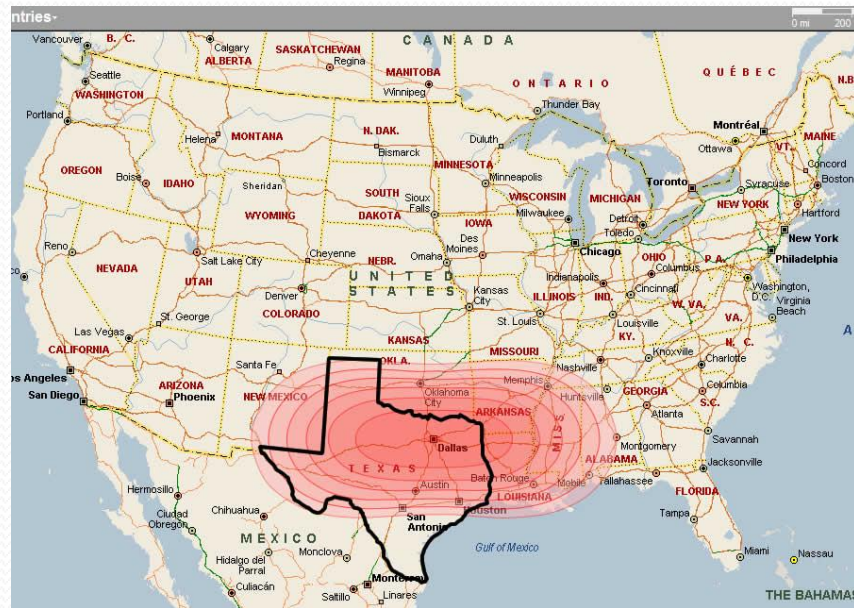 ntries
0 mi 200
C A N A D A
Vancouver
B. C.
Calgary
ALBERTA
SASKATCHEWAN
Regina
MANITOBA
Winnipeg
O N T A R I O
QUÉBEC
N.B
Seattle
WASHINGTON
Thunder Bay
Portland
Helena
MONTANA
N. DAK.
Bismarck
Duluth
Montréal
Ottawa
MAINE
VT.
Concord
Boston
OREGON
Boise
IDAHO
Sheridan
MINNESOTA
Minneapolis
WISCONSIN
MICHIGAN
Toronto
Syracuse
NEW YORK
Hartford
WYOMING
SOUTH
DAKOTA
Sioux
Falls
Milwaukee
Detroit
Toledo
New York
Philadelphia
IOWA
Des
Moines
Chicago
Reno
NEVADA
Salt Lake City
Cheyenne
NEBR.
Omaha
OHIO
Columbus
P A.
UTAH
Denver
U N I T E D
S T A T E S
Kansas
City
Indianapolis
ILLINOIS
IND.
Cincinnati
Washington,
D.C.
COLORADO
St. Louis
W. VA.
VA.
Virginia
Beach
Las Vegas
St. George
KANSAS
MISSOURI
Louisville
KY.
CALIFORNIA
OKLA.
Nashville
Knoxville
N. C.
Charlotte
A
os Angeles
San Diego
ARIZONA
Phoenix
Santa Fe
NEW MEXICO
Oklahoma
City
Memphis
Huntsville
GEORGIA
Columbia
S.C.
ARKANSAS
Atlanta
MISS
Dallas
Montgomery
ALABAMA
Savannah
T E X A S
Jacksonville
Hermosillo
Baton Rouge
Mobile
Tallahassee
Austin
LOUISIANA
FLORIDA
Chihuahua
Houston
San
Antonio
Ciudad
Obregón
Tampa
M E X I C O
Gulf of Mexico
Hidalgo del
Parral
Monclova
Miami
Nassau
Culiacán
Monterrey
Saltillo
Linares
THE BAHAMAS